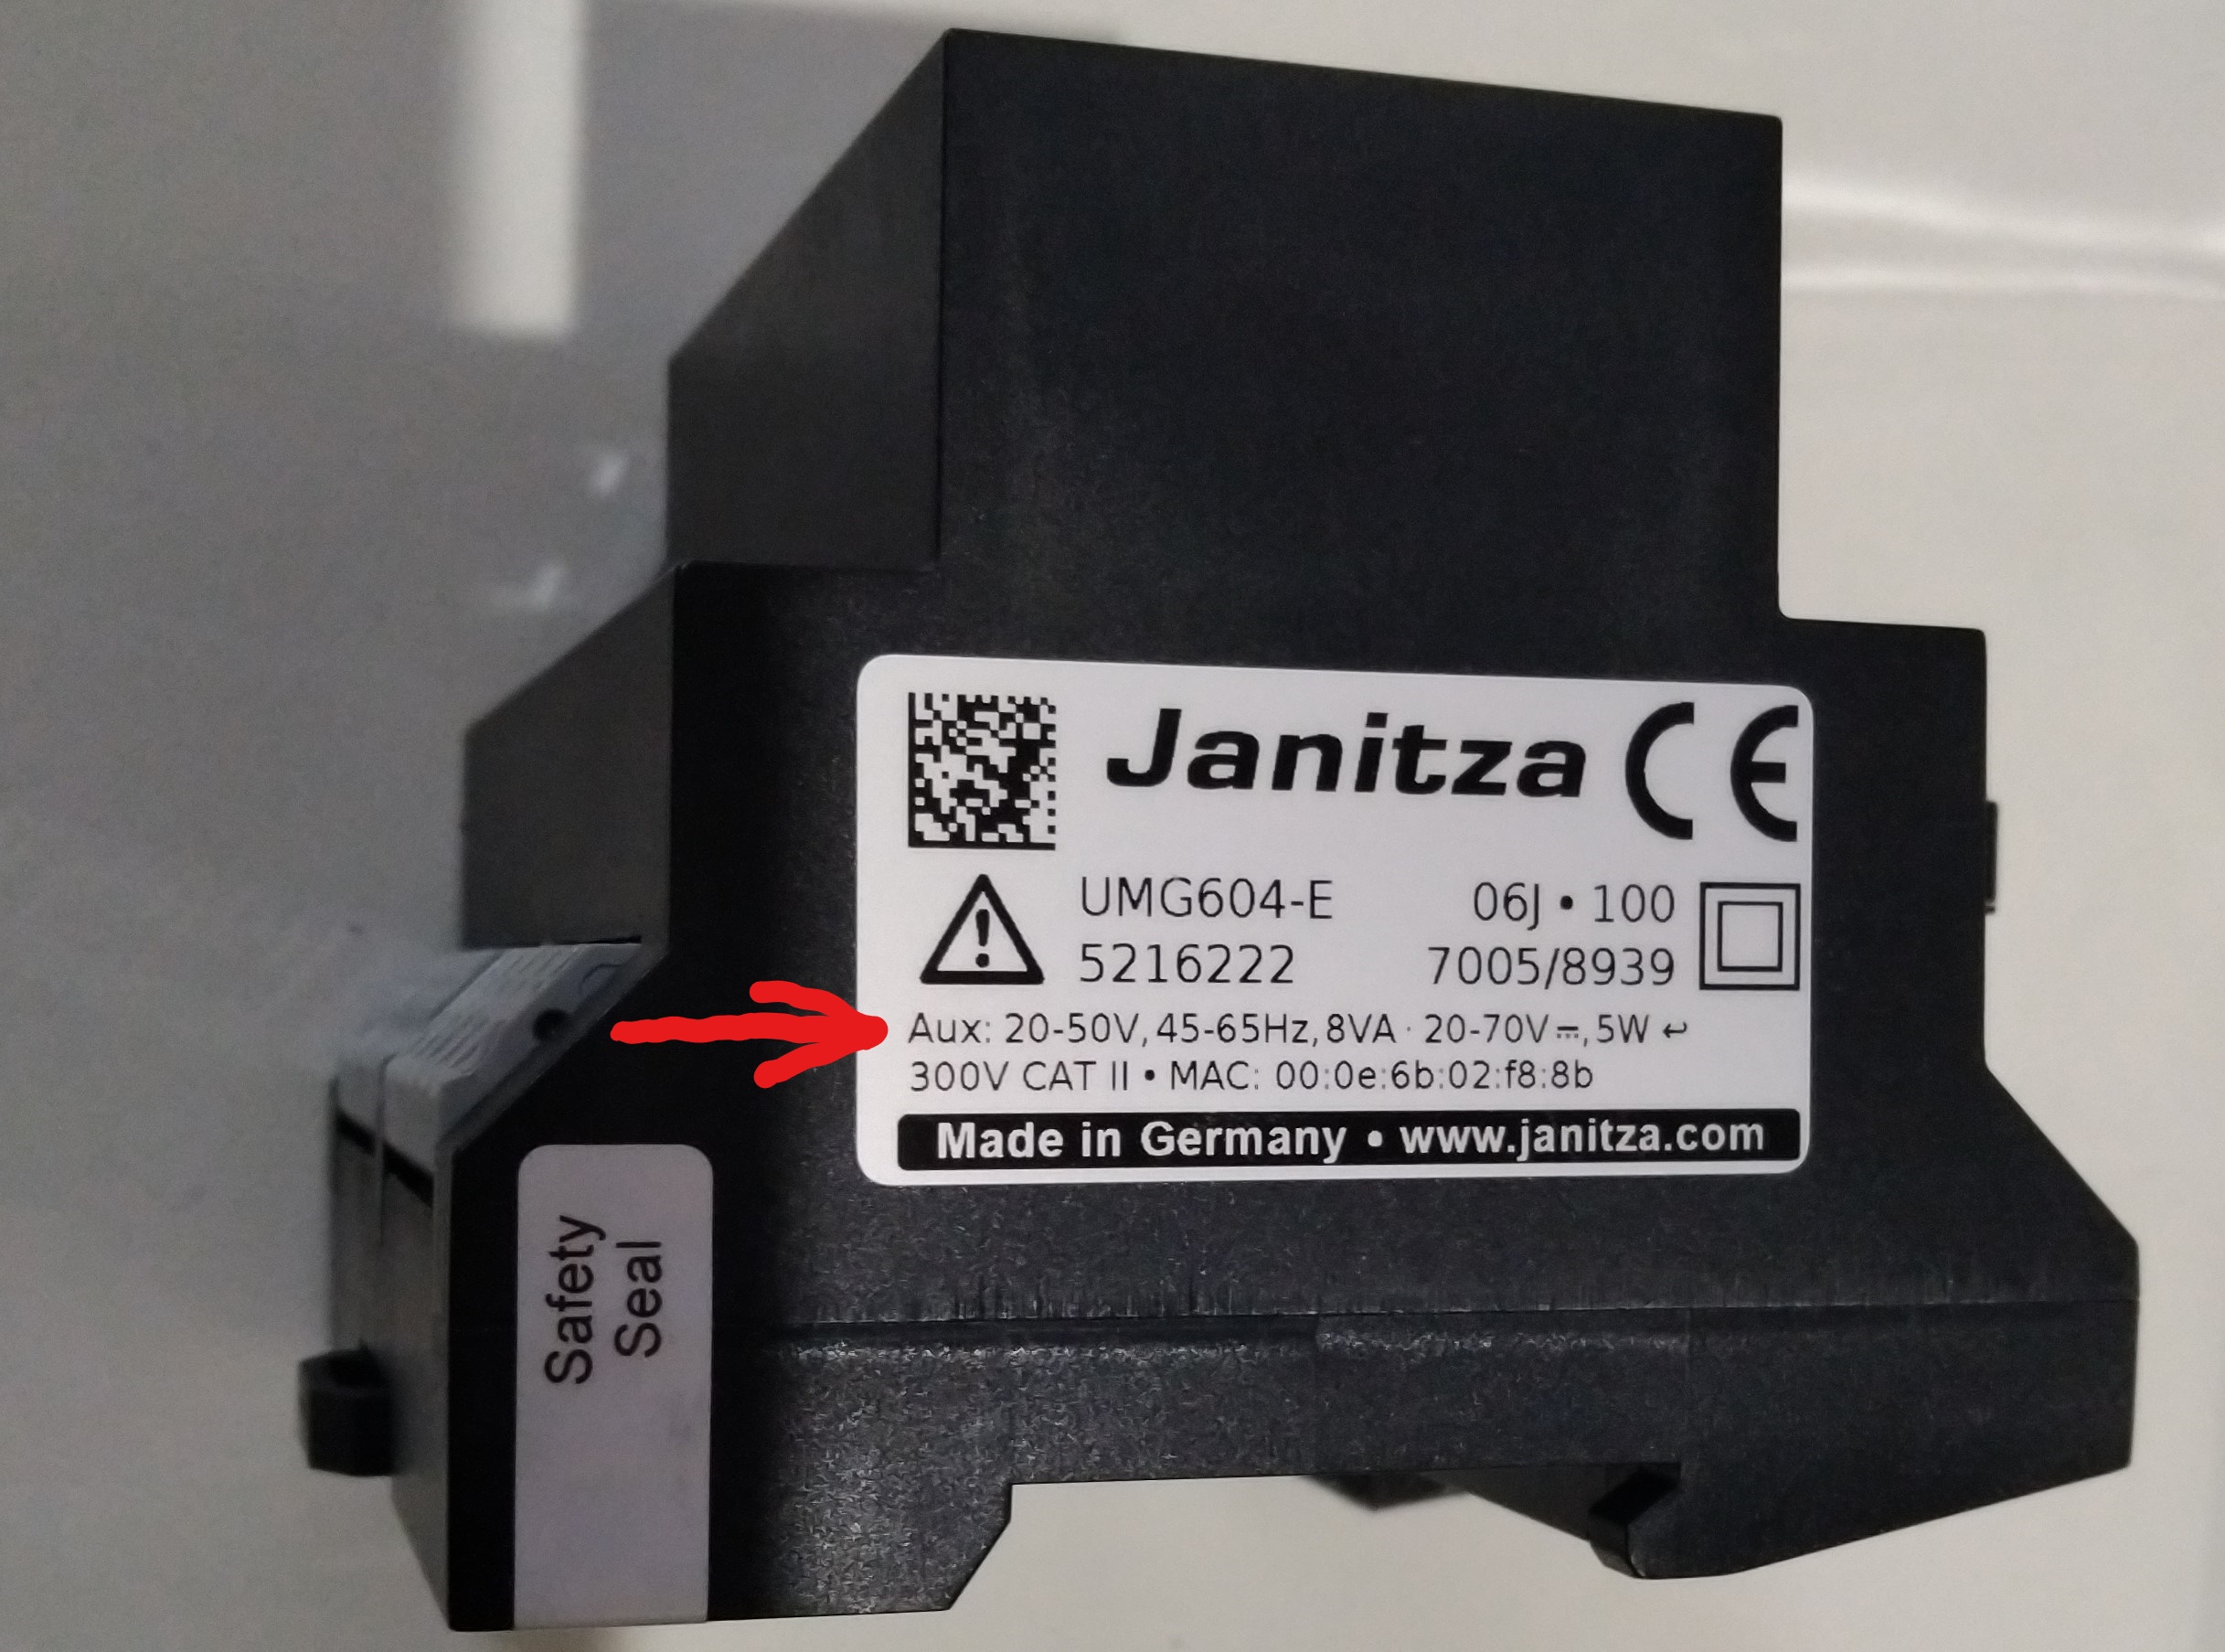 Janitza CE
UMG604-E 06J • 100
5216222 7005/8939
Aux: 20-50V, 45-65Hz, 8VA · 20-70V⎓, 5W ↩
300V CAT II • MAC: 00:0e:6b:02:f8:8b
Made in Germany • www.janitza.com
Safety
Seal